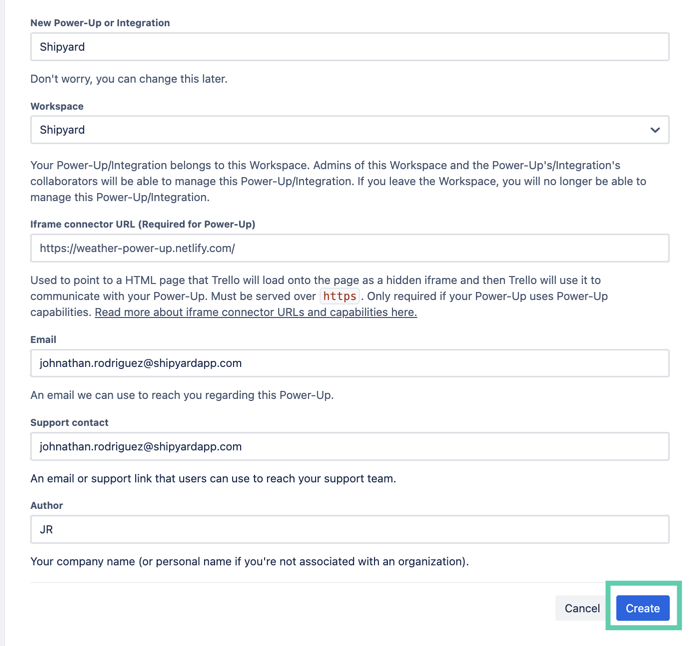 New Power-Up or Integration
Shipyard
Don't worry, you can change this later.
Workspace
Shipyard
Your Power-Up/Integration belongs to this Workspace. Admins of this Workspace and the Power-Up's/Integration's
collaborators will be able to manage this Power-Up/Integration. If you leave the Workspace, you will no longer be able to
manage this Power-Up/Integration.
Iframe connector URL (Required for Power-Up)
https://weather-power-up.netlify.com/
Used to point to a HTML page that Trello will load onto the page as a hidden iframe and then Trello will use it to
communicate with your Power-Up. Must be served over https . Only required if your Power-Up uses Power-Up
capabilities. Read more about iframe connector URLs and capabilities here.
Email
johnathan.rodriguez@shipyardapp.com
An email we can use to reach you regarding this Power-Up.
Support contact
johnathan.rodriguez@shipyardapp.com
An email or support link that users can use to reach your support team.
Author
JR
Your company name (or personal name if you're not associated with an organization).
Cancel Create